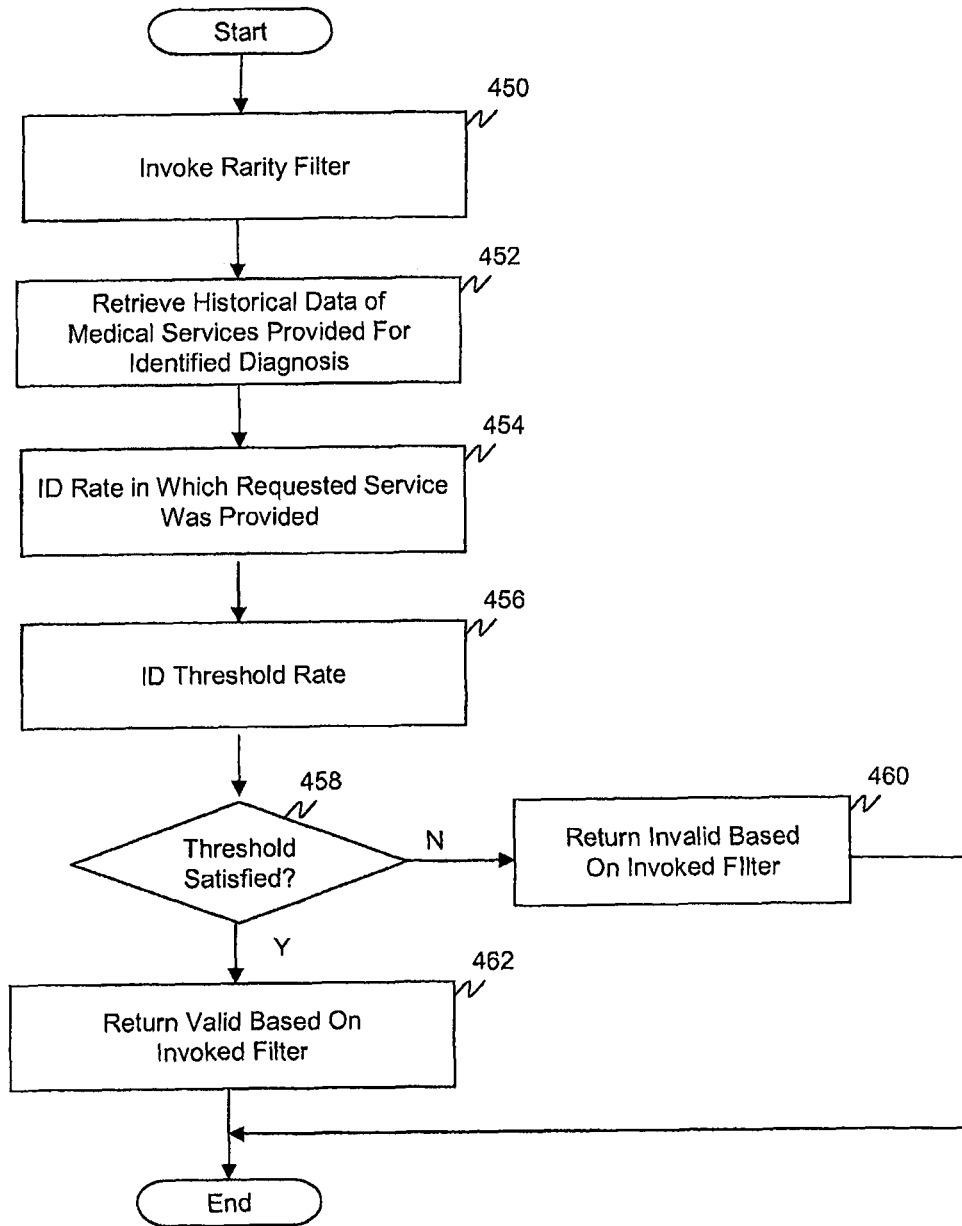 Start
450
Invoke Rarity Filter
452
Retrieve Historical Data of
Medical Services Provided For
Identified Diagnosis
454
ID Rate in Which Requested Service
Was Provided
456
ID Threshold Rate
458
Threshold
Satisfied?
N
460
Return Invalid Based
On Invoked Filter
Y
462
Return Valid Based On
Invoked Filter
End